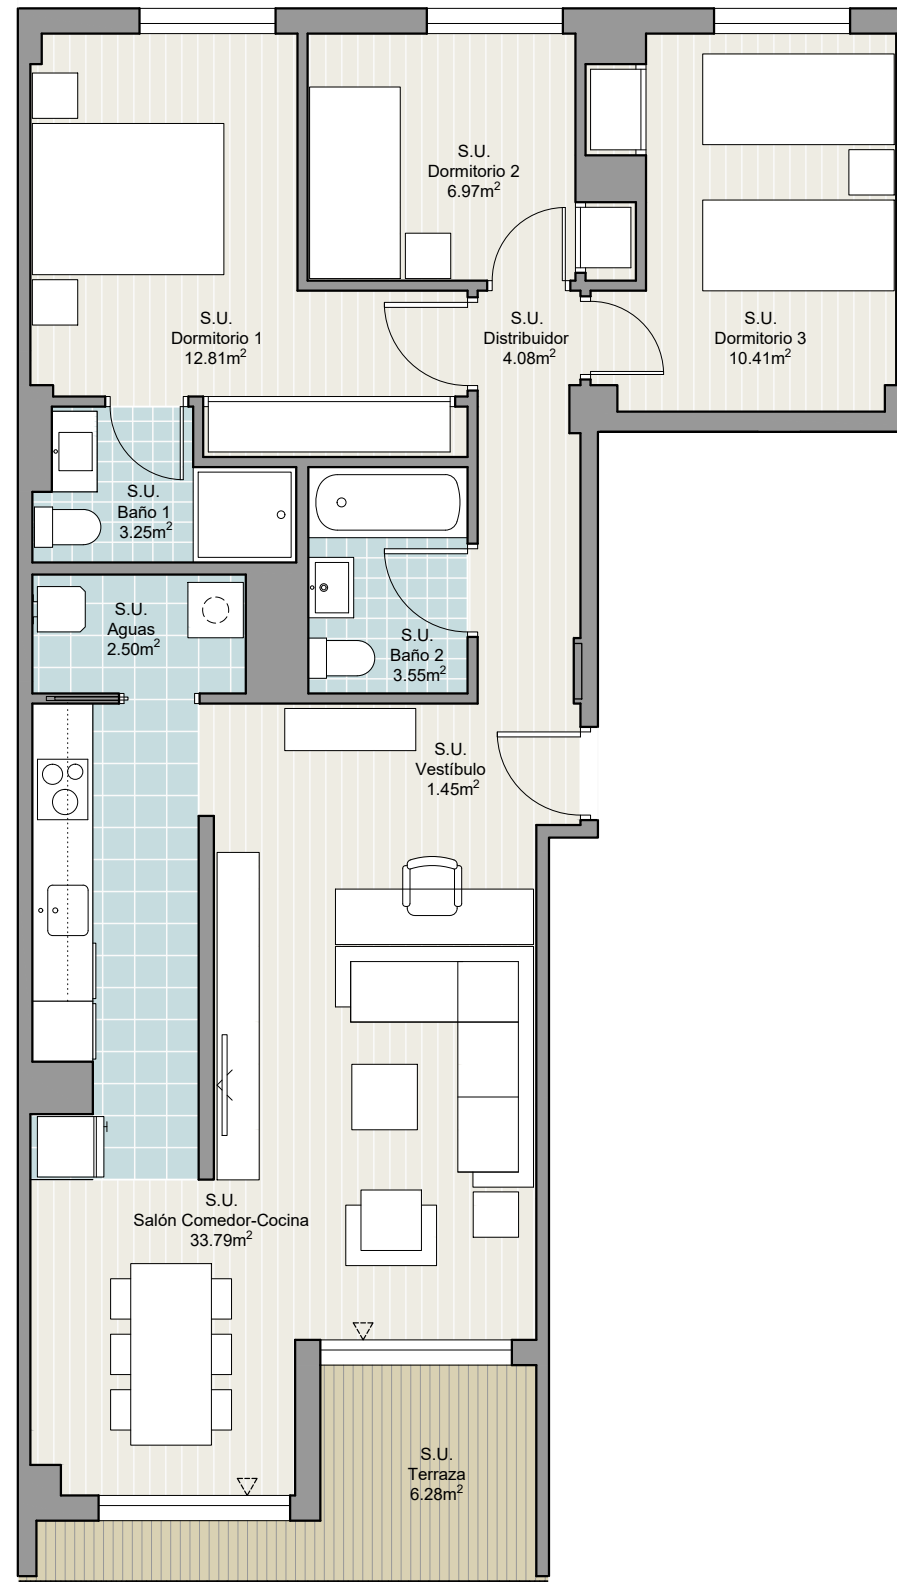 S.U.
Dormitorio 2
6.97m²
S.U.
Dormitorio 1
12.81m²
S.U.
Distribuidor
4.08m²
S.U.
Dormitorio 3
10.41m²
S.U.
Baño 1
3.25m²
S.U.
Aguas
2.50m²
S.U.
Baño 2
3.55m²
S.U.
Vestíbulo
1.45m²
S.U.
Salón Comedor-Cocina
33.79m²
S.U.
Terraza
6.28m²